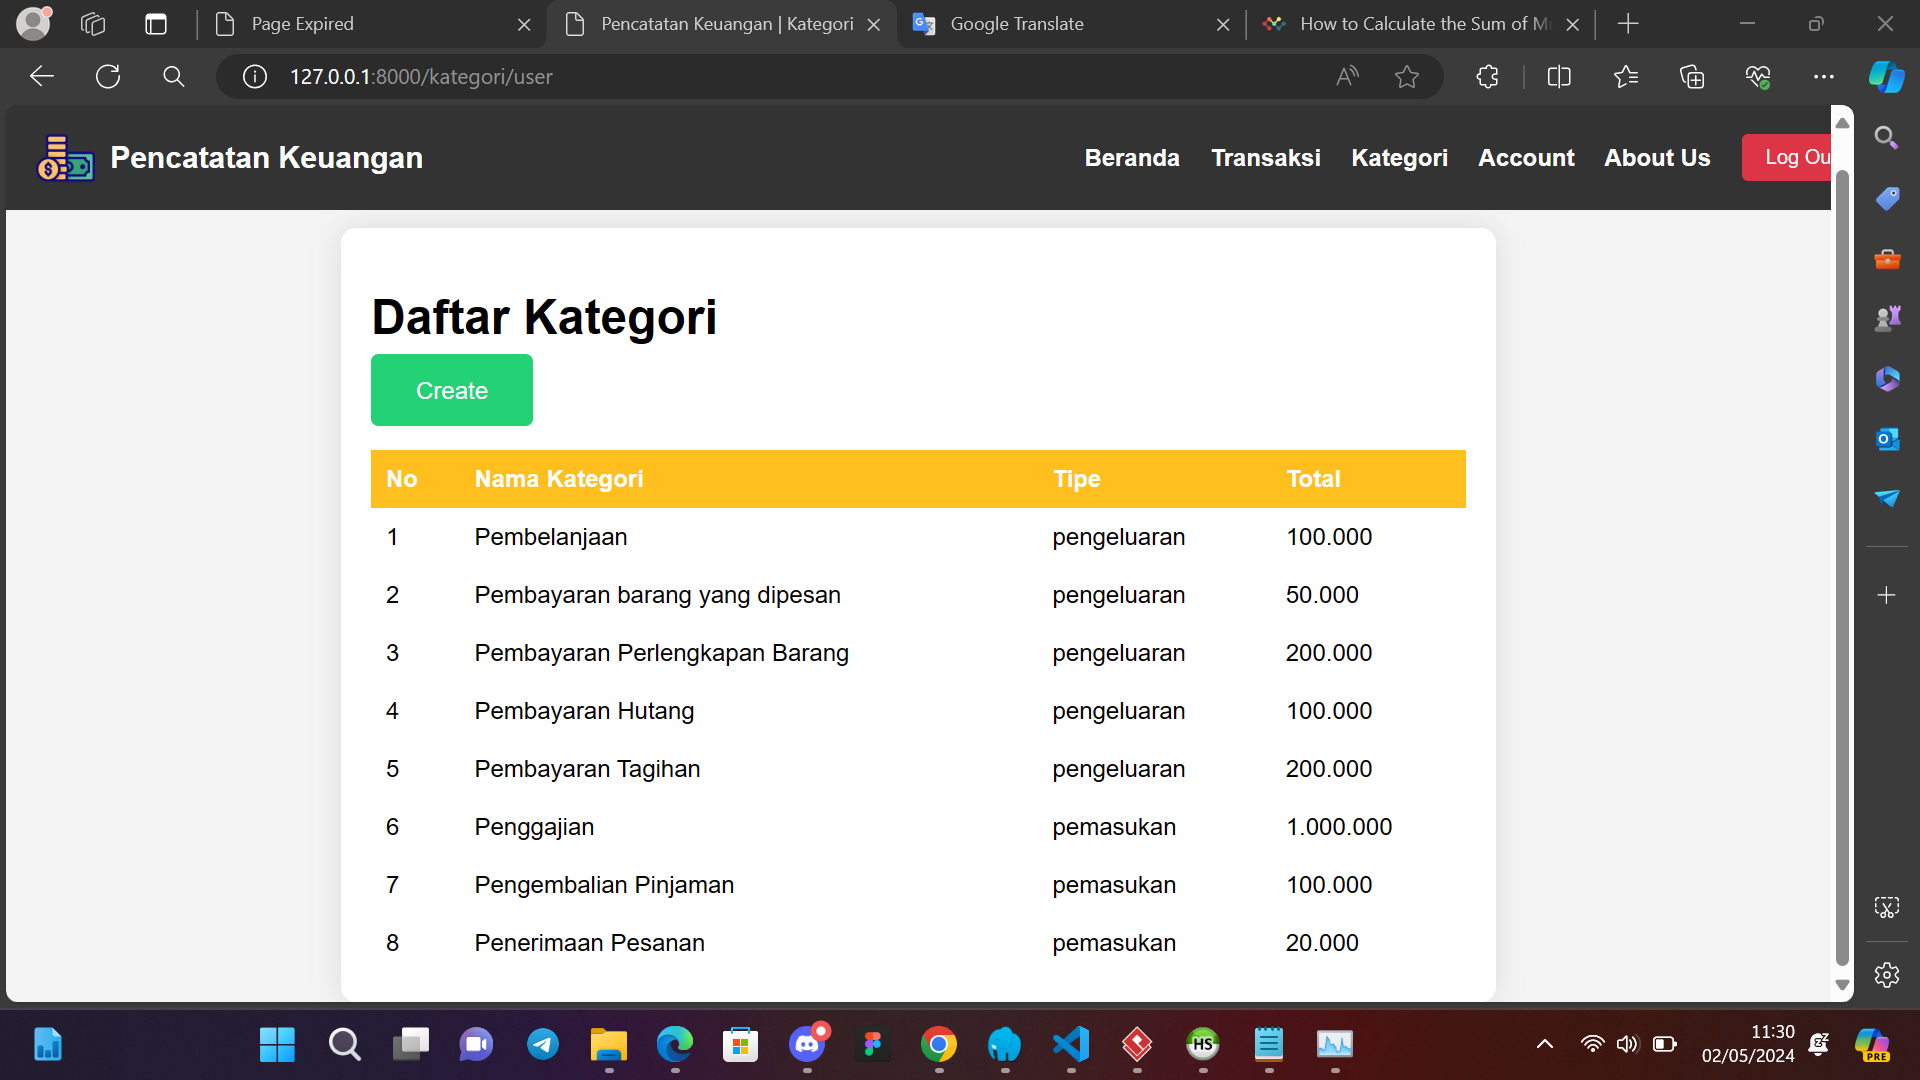 Page Expired
Pencatatan Keuangan | Kategori
Google Translate
How to Calculate the Sum of M
127.0.0.1:8000/kategori/user
Pencatatan Keuangan
Beranda
Transaksi
Kategori
Account
About Us
Log Ou
Daftar Kategori
Create
No Nama Kategori Tipe Total
1 Pembelanjaan pengeluaran 100.000
2 Pembayaran barang yang dipesan pengeluaran 50.000
3 Pembayaran Perlengkapan Barang pengeluaran 200.000
4 Pembayaran Hutang pengeluaran 100.000
5 Pembayaran Tagihan pengeluaran 200.000
6 Penggajian pemasukan 1.000.000
7 Pengembalian Pinjaman pemasukan 100.000
8 Penerimaan Pesanan pemasukan 20.000
HS
11:30
02/05/2024
PRE